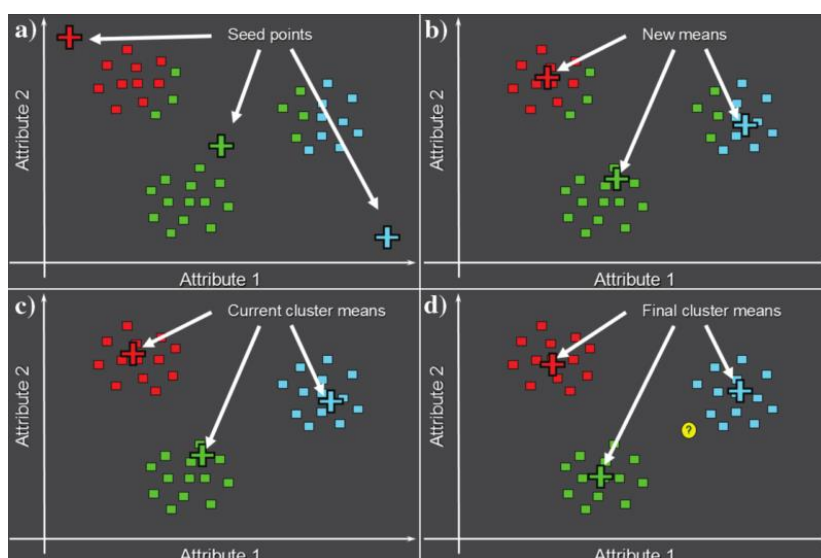 a)
Seed points
Attribute 2
Attribute 1
b)
New means
Attribute 2
Attribute 1
c)
Current cluster means
Attribute 2
Attribute 1
d)
Final cluster means
?
Attribute 2
Attribute 1